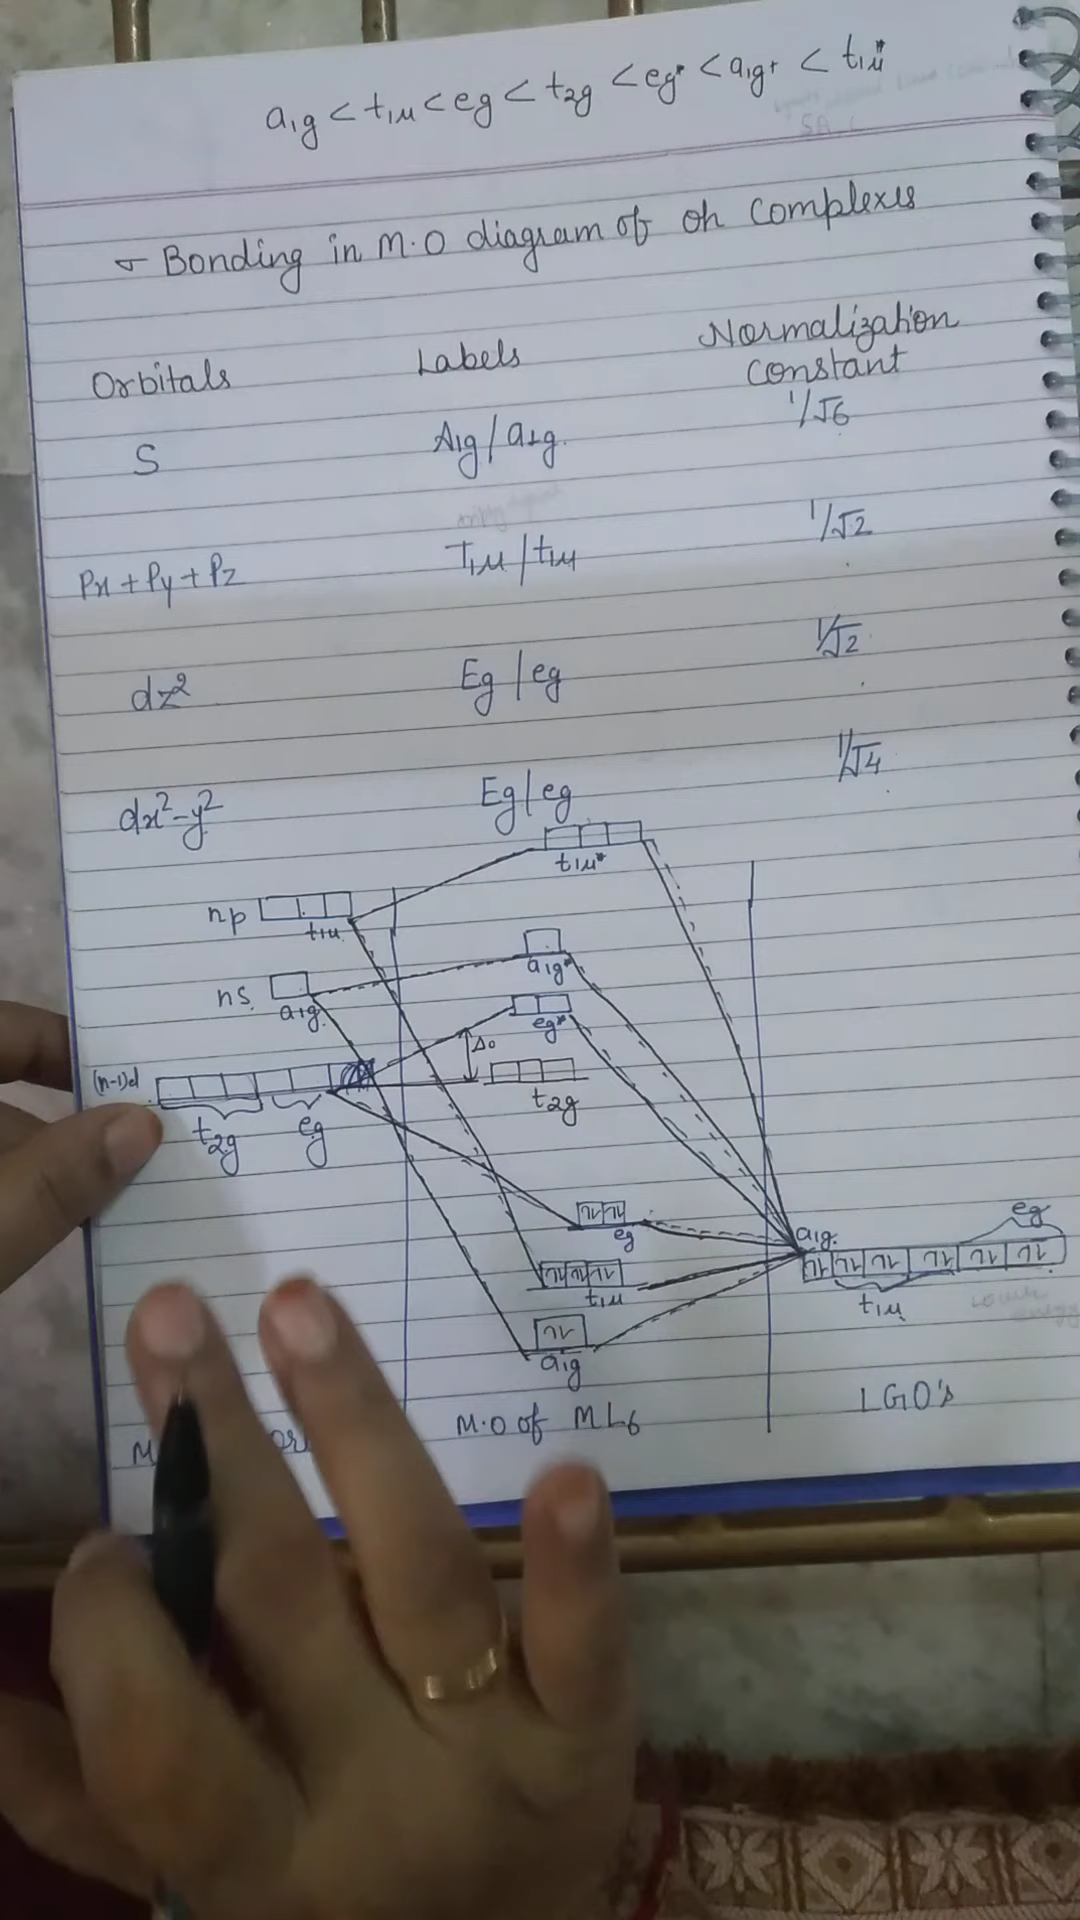 a1g < t1u < eg < t2g < eg* < a1g* < t1u*
σ Bonding in M.O diagram of oh complexes
Orbitals Labels Normalization constant
S A1g/a1g. 1/√6
Px + Py + Pz T1u/t1u 1/√2
dz² Eg/eg 1/√2
dx²-y² Eg/eg 1/√4
t1u*
np
t1u
a1g*
ns
a1g.
eg*
Δo
(n-1)d
t2g
t2g eg
eg
eg
a1g.
t1u
t1u
a1g
LGO's
M.O of ML6
M